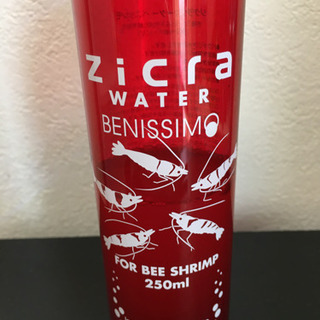 zicra
WATER
BENISSIMO
FOR BEE SHRIMP
250ml